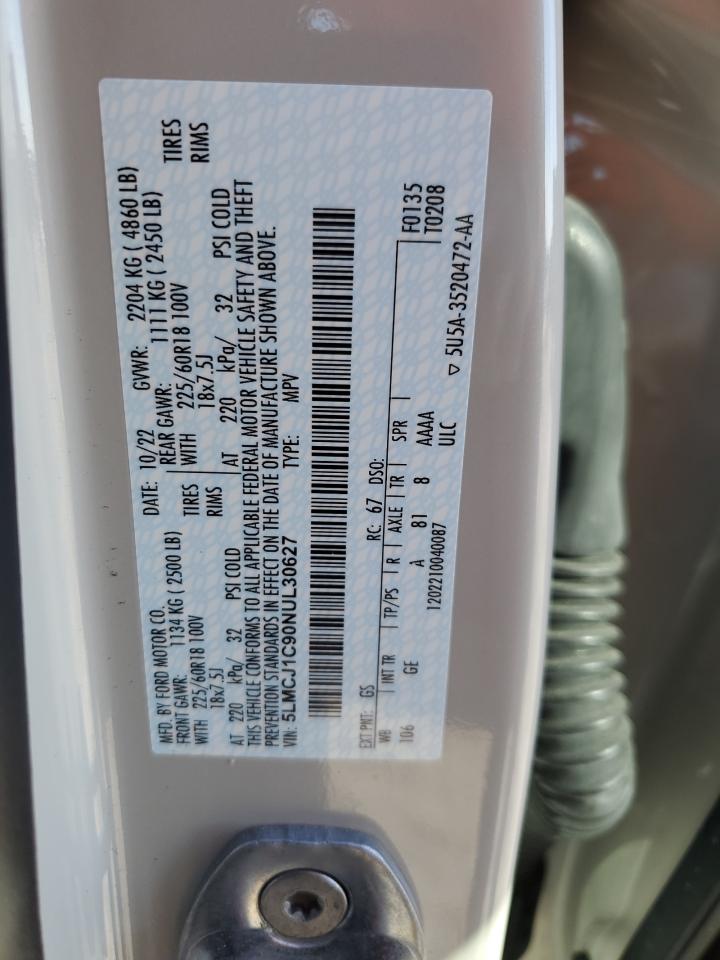 MFD. BY FORD MOTOR CO. DATE: 10/22 GVWR: 2204 KG ( 4860 LB)
FRONT GAWR: 1134 KG ( 2500 LB) REAR GAWR: 1111 KG ( 2450 LB)
WITH 225/60R18 100V TIRES WITH 225/60R18 100V TIRES
18x7.5J RIMS 18x7.5J RIMS
AT 220 kPa/ 32 PSI COLD AT 220 kPa/ 32 PSI COLD
THIS VEHICLE CONFORMS TO ALL APPLICABLE FEDERAL MOTOR VEHICLE SAFETY AND THEFT
PREVENTION STANDARDS IN EFFECT ON THE DATE OF MANUFACTURE SHOWN ABOVE.
VIN: 5LMCJ1C90NUL30627 TYPE: MPV
EXT PNT: GS RC: 67 DSO:
WB INT TR TP/PS R AXLE TR SPR F0135
106 GE A 81 8 AAAA T0208
1202210040087 ULC
▽ 5U5A-3520472-AA